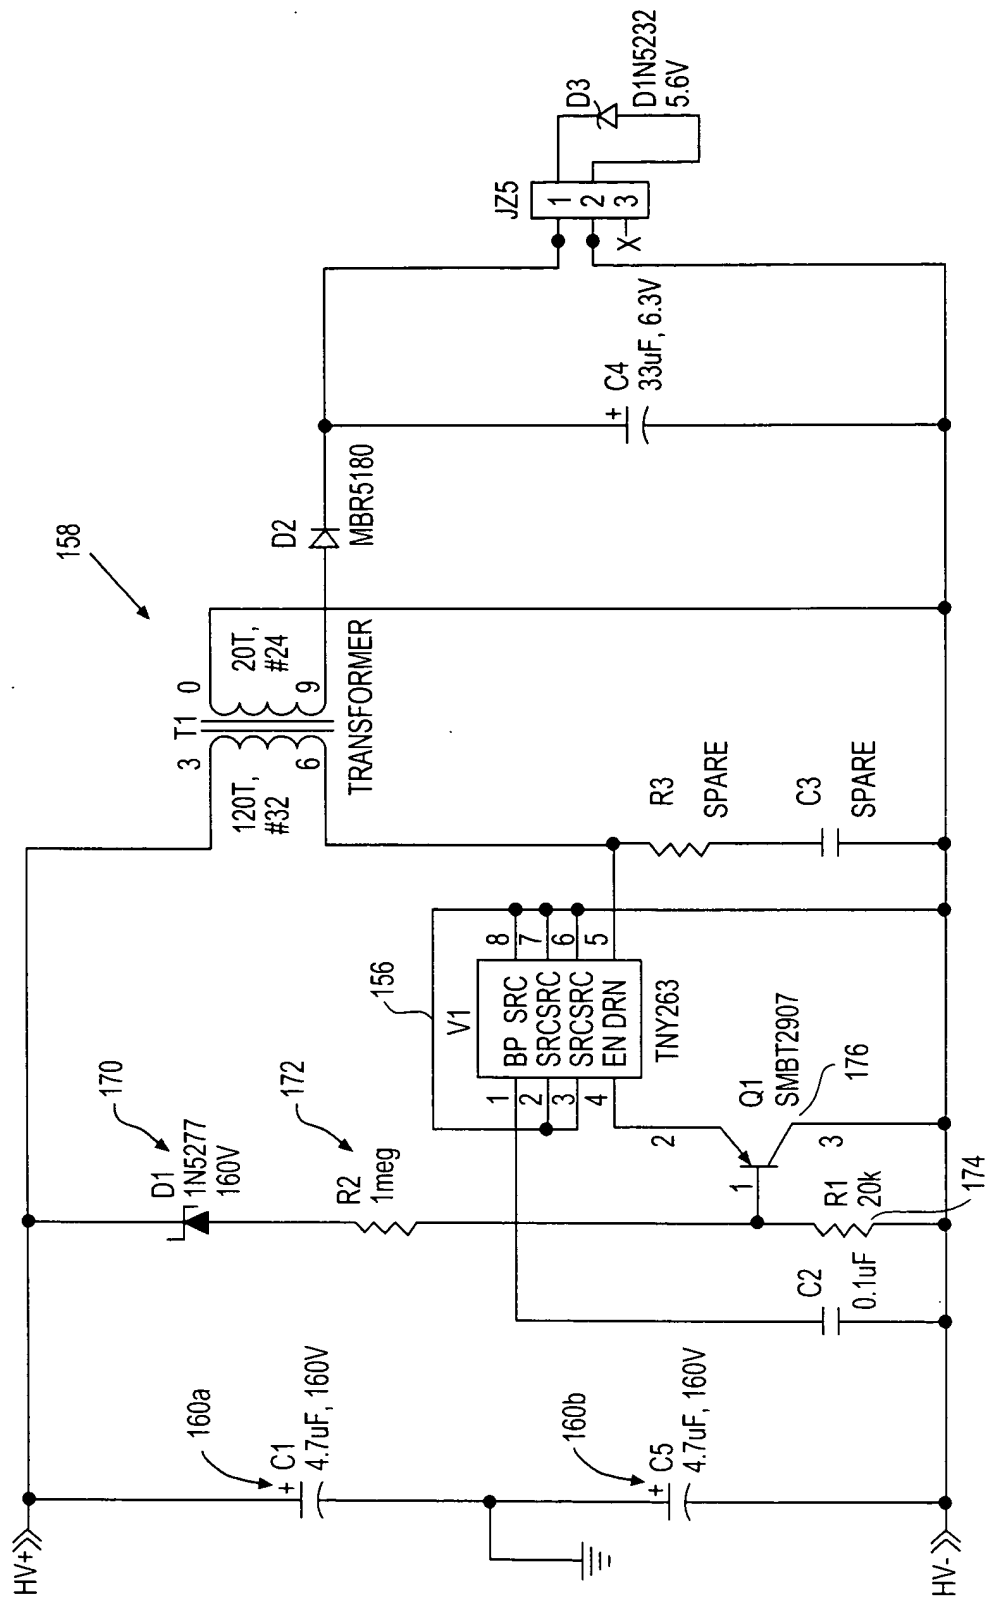 158
HV+
160a
C1
4.7uF, 160V
+
160b
C5
4.7uF, 160V
+
HV-
170
D1
1N5277
160V
172
R2
1meg
C2
0.1uF
R1
20k
174
Q1
SMBT2907
176
1
2
3
156
V1
1 BP SRC 8
2 SRCSRC 7
3 SRCSRC 6
4 EN DRN 5
TNY263
R3
SPARE
C3
SPARE
T1
3
0
120T,
#32
20T,
#24
6
9
TRANSFORMER
D2
MBR5180
+
C4
33uF, 6.3V
JZ5
1
2
3
X
D3
D1N5232
5.6V